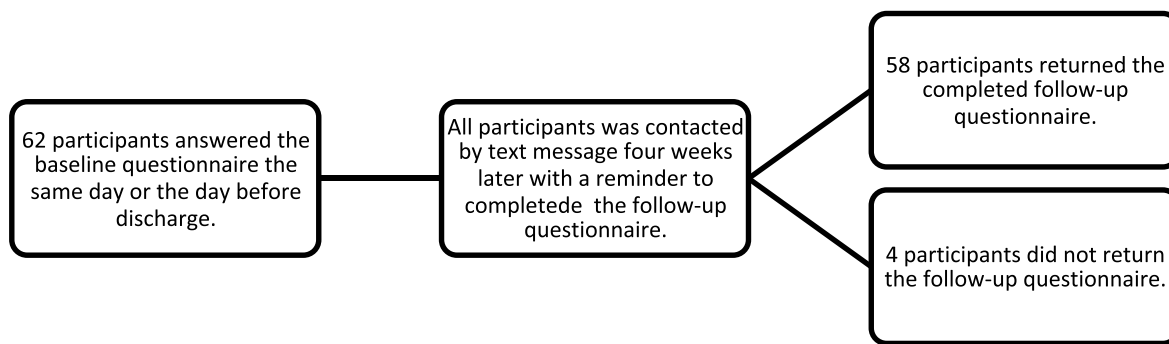 62 participants answered the
baseline questionnaire the
same day or the day before
discharge.
All participants was contacted
by text message four weeks
later with a reminder to
completede  the follow-up
questionnaire.
58 participants returned the
completed follow-up
questionnaire.
4 participants did not return
the follow-up questionnaire.